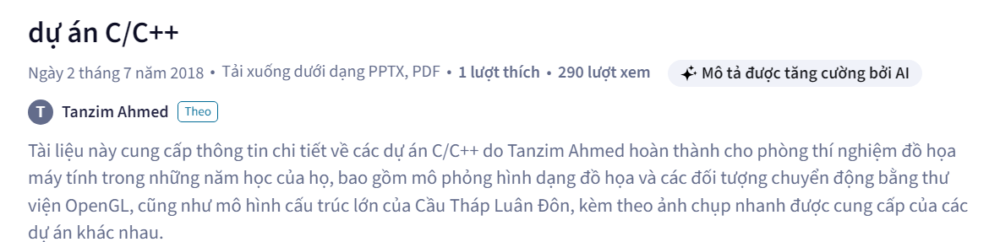 dự án C/C++
Ngày 2 tháng 7 năm 2018 • Tải xuống dưới dạng PPTX, PDF • 1 lượt thích • 290 lượt xem Mô tả được tăng cường bởi AI
T Tanzim Ahmed Theo
Tài liệu này cung cấp thông tin chi tiết về các dự án C/C++ do Tanzim Ahmed hoàn thành cho phòng thí nghiệm đồ họa
máy tính trong những năm học của họ, bao gồm mô phỏng hình dạng đồ họa và các đối tượng chuyển động bằng thư
viện OpenGL, cũng như mô hình cấu trúc lớn của Cầu Tháp Luân Đôn, kèm theo ảnh chụp nhanh được cung cấp của các
dự án khác nhau.